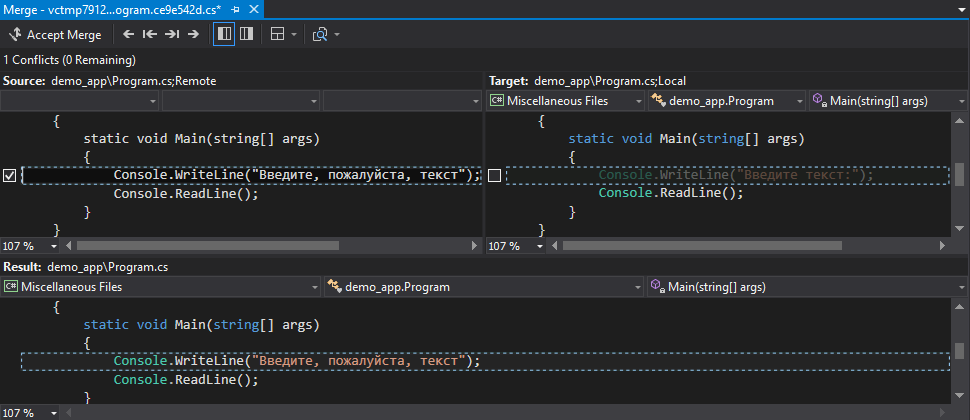 Merge - vctmp7912...ogram.ce9e542d.cs*
Accept Merge
1 Conflicts (0 Remaining)
Source: demo_app\Program.cs;Remote
{
static void Main(string[] args)
{
Console.WriteLine("Введите, пожалуйста, текст");
Console.ReadLine();
}
}
107 %
Target: demo_app\Program.cs;Local
C# Miscellaneous Files demo_app.Program Main(string[] args)
{
static void Main(string[] args)
{
Console.WriteLine("Введите текст:");
Console.ReadLine();
}
}
107 %
Result: demo_app\Program.cs
C# Miscellaneous Files demo_app.Program Main(string[] args)
{
static void Main(string[] args)
{
Console.WriteLine("Введите, пожалуйста, текст");
Console.ReadLine();
}
107 %